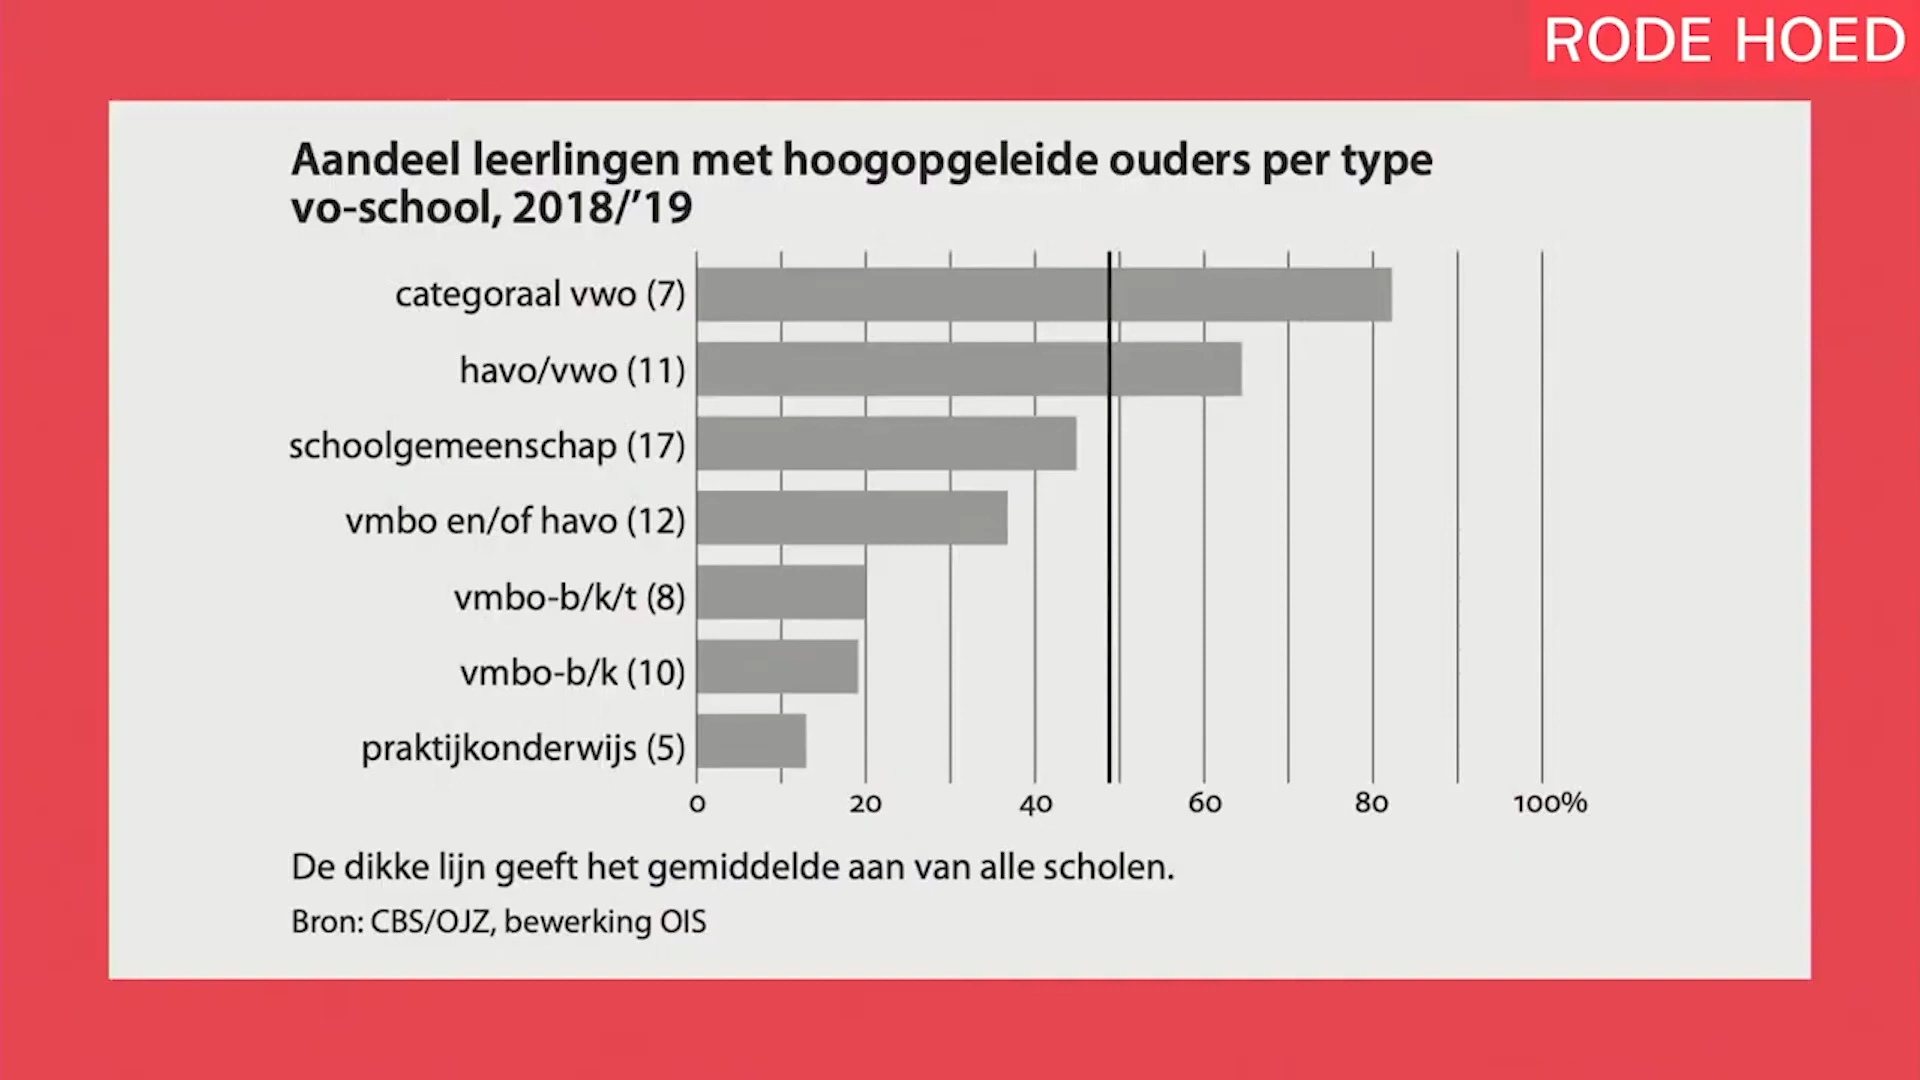 RODE HOED
Aandeel leerlingen met hoogopgeleide ouders per type
vo-school, 2018/’19
categoraal vwo (7)
havo/vwo (11)
schoolgemeenschap (17)
vmbo en/of havo (12)
vmbo-b/k/t (8)
vmbo-b/k (10)
praktijkonderwijs (5)
0 20 40 60 80 100%
De dikke lijn geeft het gemiddelde aan van alle scholen.
Bron: CBS/OJZ, bewerking OIS